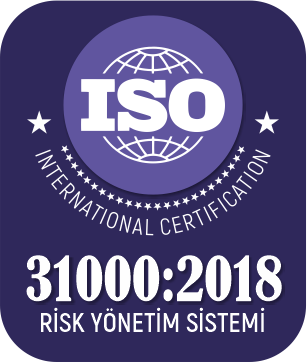 ISO
INTERNATIONAL CERTIFICATION
31000:2018
RİSK YÖNETİM SİSTEMİ